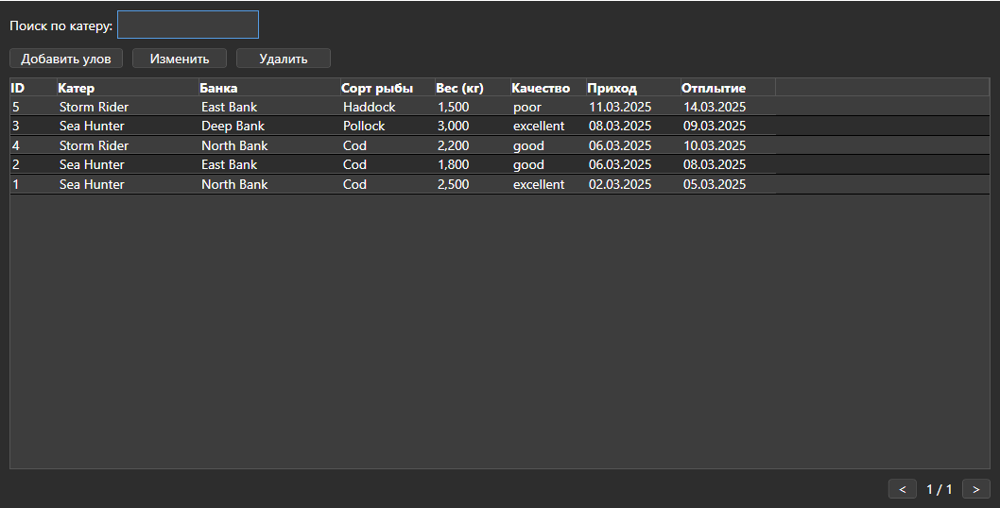 Поиск по катеру:
Добавить улов Изменить Удалить
ID Катер Банка Сорт рыбы Вес (кг) Качество Приход Отплытие
5 Storm Rider East Bank Haddock 1,500 poor 11.03.2025 14.03.2025
3 Sea Hunter Deep Bank Pollock 3,000 excellent 08.03.2025 09.03.2025
4 Storm Rider North Bank Cod 2,200 good 06.03.2025 10.03.2025
2 Sea Hunter East Bank Cod 1,800 good 06.03.2025 08.03.2025
1 Sea Hunter North Bank Cod 2,500 excellent 02.03.2025 05.03.2025
< 1 / 1 >